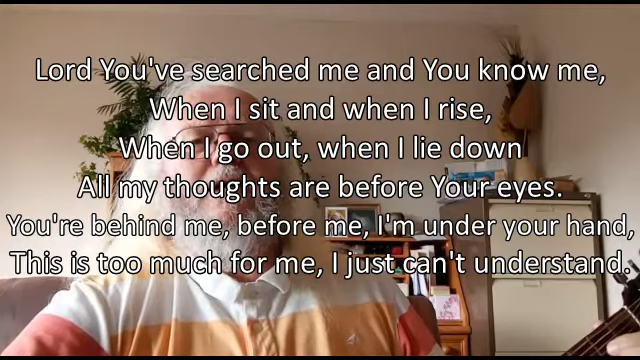 Lord You've searched me and You know me,
When I sit and when I rise,
When I go out, when I lie down
All my thoughts are before Your eyes.
You're behind me, before me, I'm under your hand,
This is too much for me, I just can't understand.